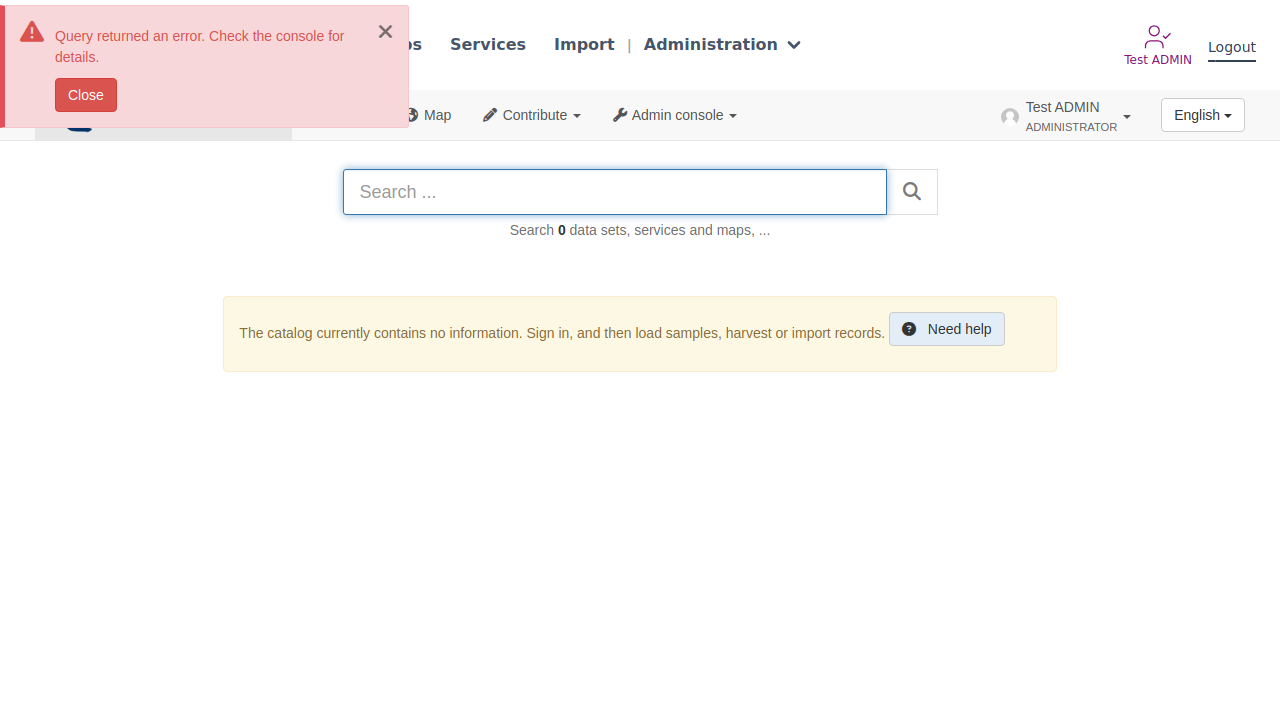 Query returned an error. Check the console for
details.
Close
Services
Import
|
Administration
Test ADMIN
Logout
Map
Contribute
Admin console
Test ADMIN
ADMINISTRATOR
English
Search ...
Search 0 data sets, services and maps, ...
The catalog currently contains no information. Sign in, and then load samples, harvest or import records.
Need help